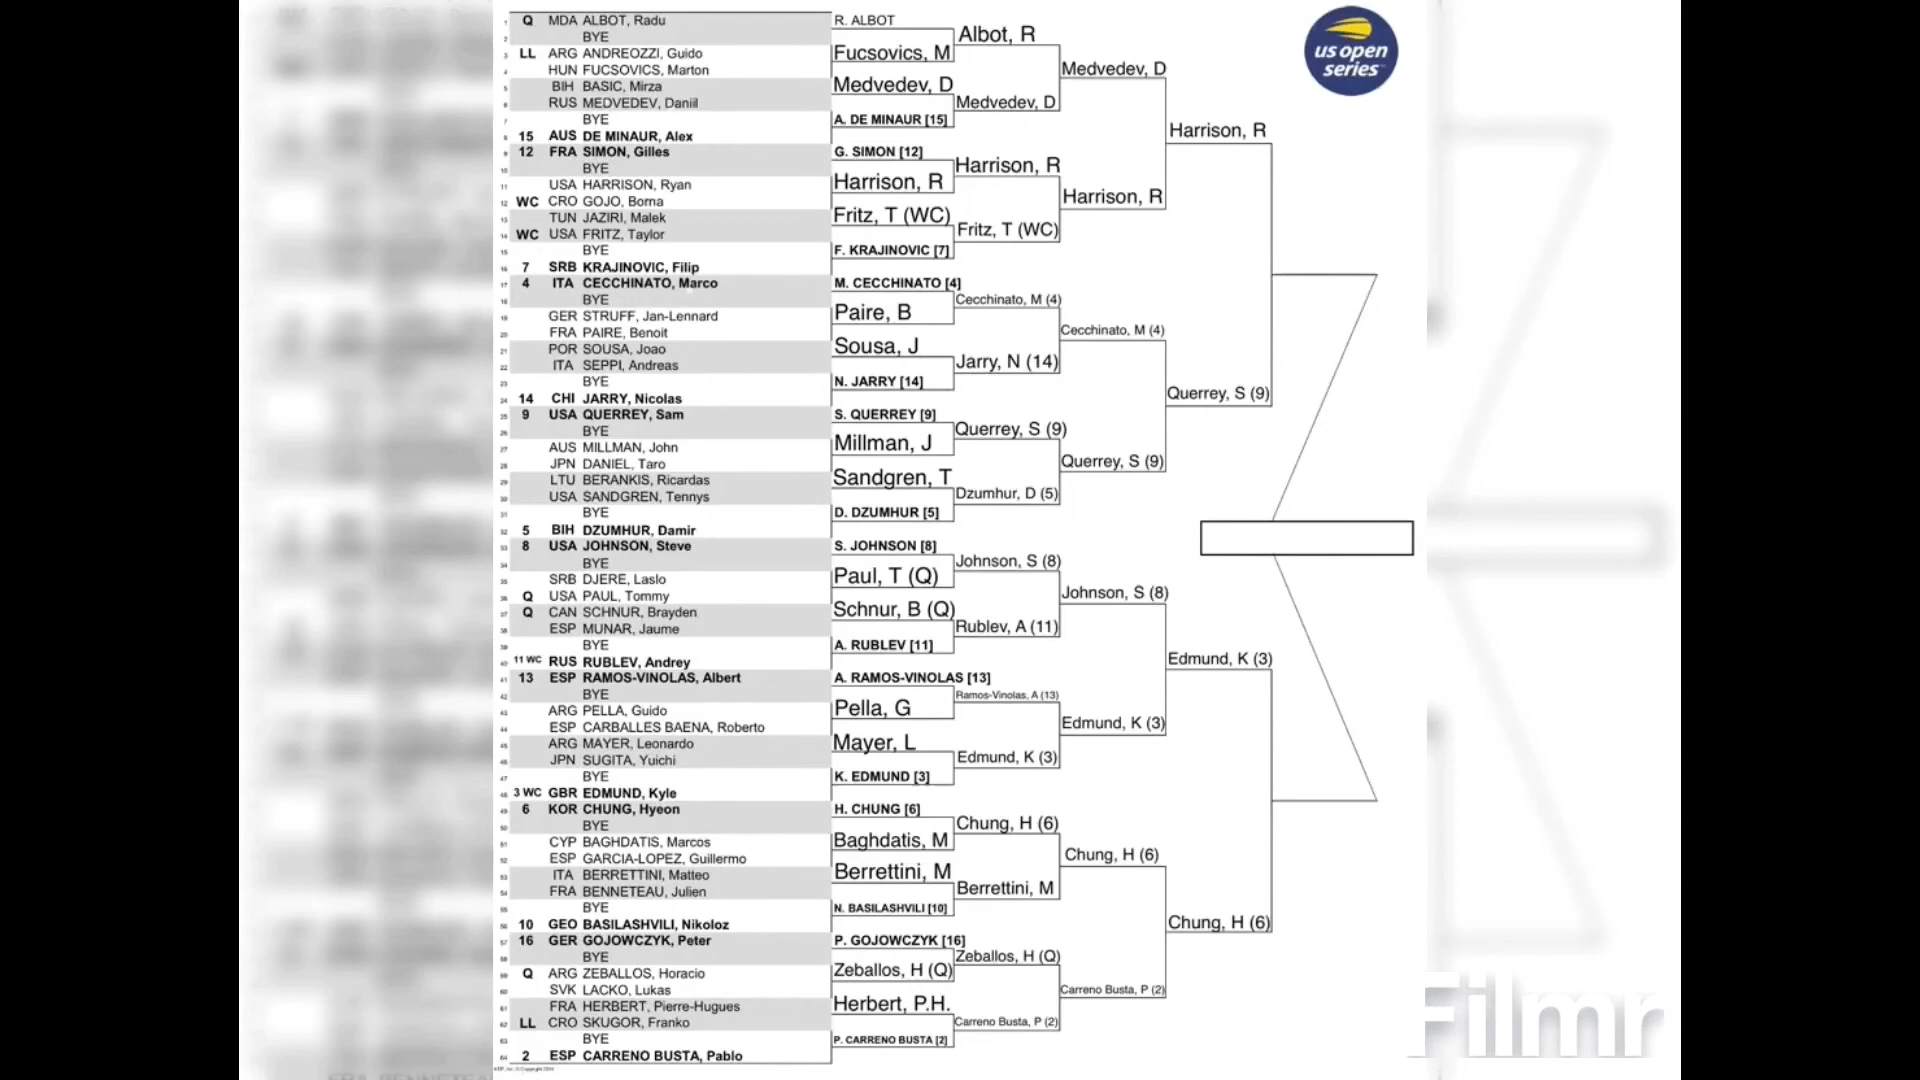 Q MDA ALBOT, Radu
BYE
LL ARG ANDREOZZI, Guido
HUN FUCSOVICS, Marton
BIH BASIC, Mirza
RUS MEDVEDEV, Daniil
BYE
15 AUS DE MINAUR, Alex
12 FRA SIMON, Gilles
BYE
USA HARRISON, Ryan
WC CRO GOJO, Borna
TUN JAZIRI, Malek
WC USA FRITZ, Taylor
BYE
7 SRB KRAJINOVIC, Filip
4 ITA CECCHINATO, Marco
BYE
GER STRUFF, Jan-Lennard
FRA PAIRE, Benoit
POR SOUSA, Joao
ITA SEPPI, Andreas
BYE
14 CHI JARRY, Nicolas
9 USA QUERREY, Sam
BYE
AUS MILLMAN, John
JPN DANIEL, Taro
LTU BERANKIS, Ricardas
USA SANDGREN, Tennys
BYE
5 BIH DZUMHUR, Damir
8 USA JOHNSON, Steve
BYE
SRB DJERE, Laslo
Q USA PAUL, Tommy
Q CAN SCHNUR, Brayden
ESP MUNAR, Jaume
BYE
11 WC RUS RUBLEV, Andrey
13 ESP RAMOS-VINOLAS, Albert
BYE
ARG PELLA, Guido
ESP CARBALLES BAENA, Roberto
ARG MAYER, Leonardo
JPN SUGITA, Yuichi
BYE
3 WC GBR EDMUND, Kyle
6 KOR CHUNG, Hyeon
BYE
CYP BAGHDATIS, Marcos
ESP GARCIA-LOPEZ, Guillermo
ITA BERRETTINI, Matteo
FRA BENNETEAU, Julien
BYE
10 GEO BASILASHVILI, Nikoloz
16 GER GOJOWCZYK, Peter
BYE
Q ARG ZEBALLOS, Horacio
SVK LACKO, Lukas
FRA HERBERT, Pierre-Hugues
LL CRO SKUGOR, Franko
BYE
2 ESP CARRENO BUSTA, Pablo
R. ALBOT
Fucsovics, M
Medvedev, D
A. DE MINAUR [15]
G. SIMON [12]
Harrison, R
Fritz, T (WC)
F. KRAJINOVIC [7]
M. CECCHINATO [4]
Paire, B
Sousa, J
N. JARRY [14]
S. QUERREY [9]
Millman, J
Sandgren, T
D. DZUMHUR [5]
S. JOHNSON [8]
Paul, T (Q)
Schnur, B (Q)
A. RUBLEV [11]
A. RAMOS-VINOLAS [13]
Pella, G
Mayer, L
K. EDMUND [3]
H. CHUNG [6]
Baghdatis, M
Berrettini, M
N. BASILASHVILI [10]
P. GOJOWCZYK [16]
Zeballos, H (Q)
Herbert, P.H.
P. CARRENO BUSTA [2]
Albot, R
Medvedev, D
Harrison, R
Fritz, T (WC)
Cecchinato, M (4)
Jarry, N (14)
Querrey, S (9)
Dzumhur, D (5)
Johnson, S (8)
Rublev, A (11)
Ramos-Vinolas, A (13)
Edmund, K (3)
Chung, H (6)
Berrettini, M
Zeballos, H (Q)
Carreno Busta, P (2)
Medvedev, D
Harrison, R
Cecchinato, M (4)
Querrey, S (9)
Johnson, S (8)
Edmund, K (3)
Chung, H (6)
Carreno Busta, P (2)
Harrison, R
Querrey, S (9)
Edmund, K (3)
Chung, H (6)
us open
series
Filmr